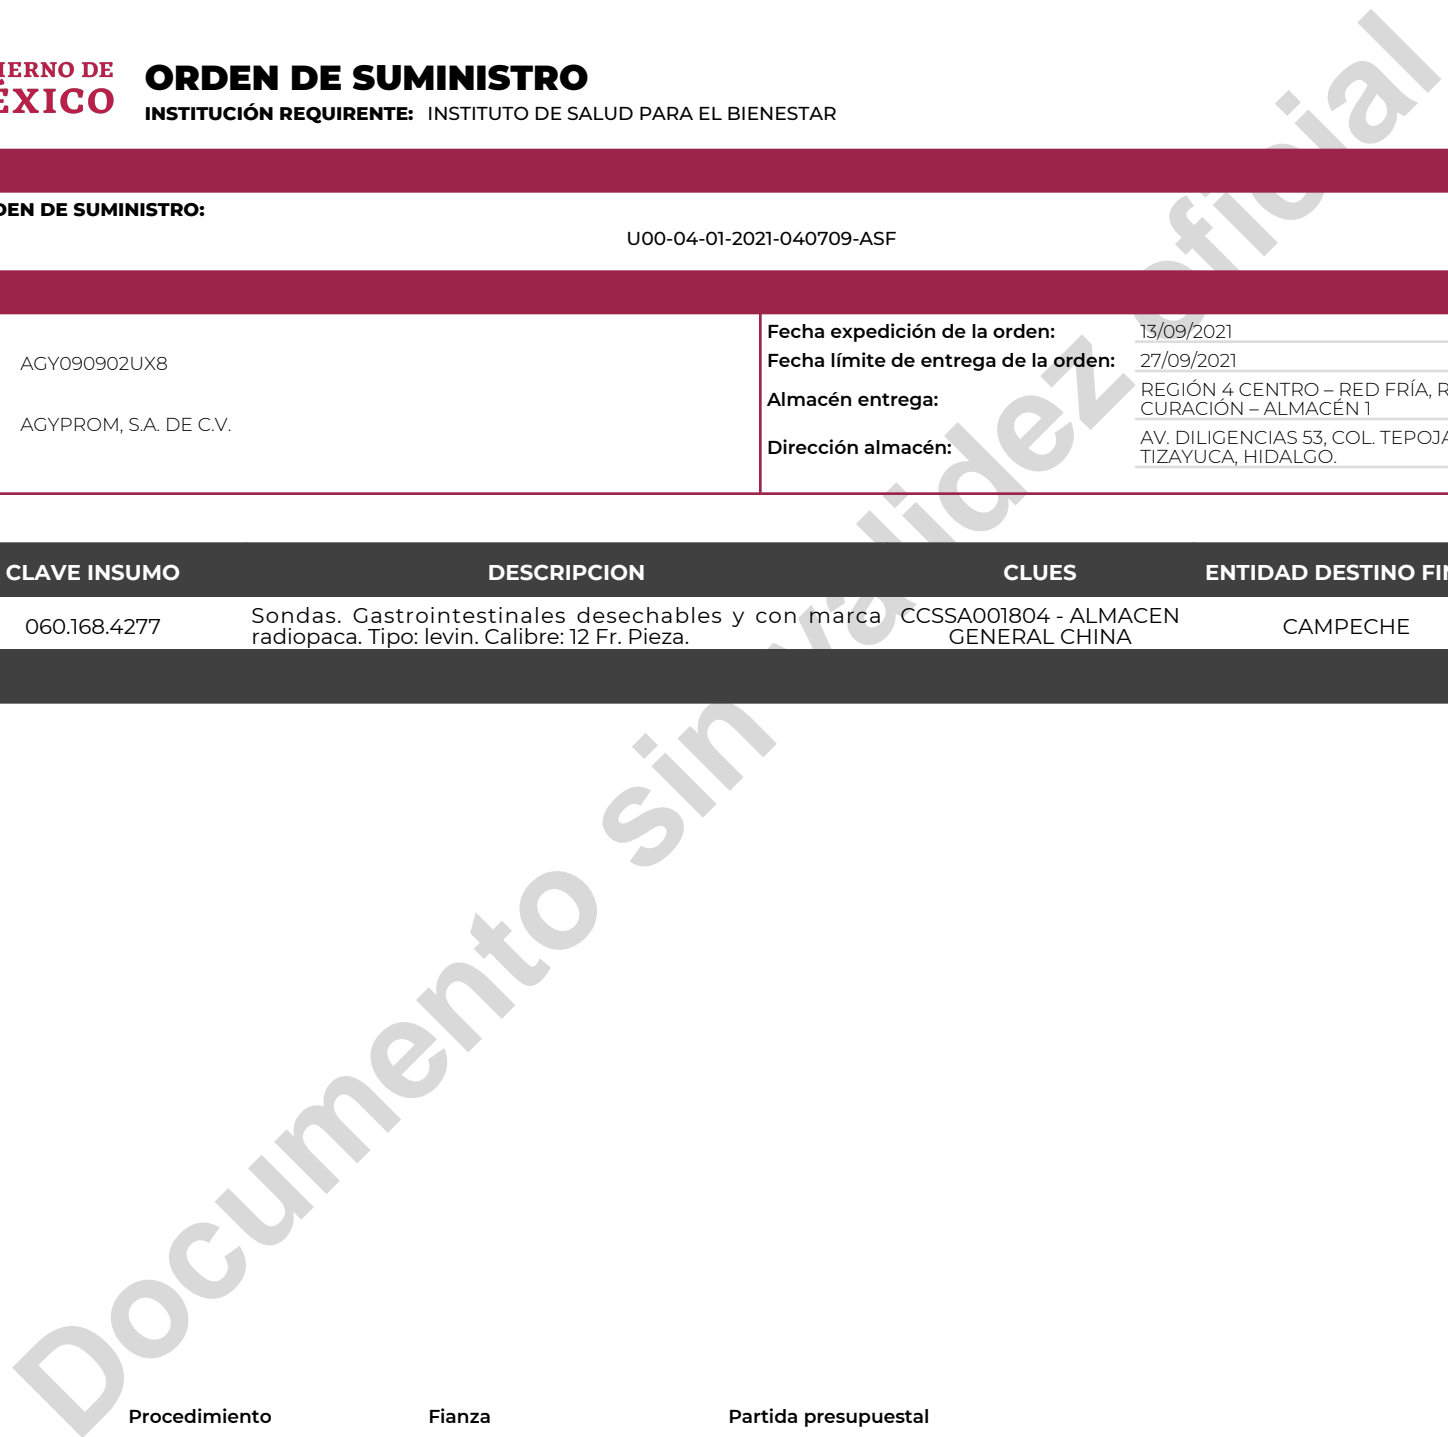 IERNO DE
ÉXICO
ORDEN DE SUMINISTRO
INSTITUCIÓN REQUIRENTE: INSTITUTO DE SALUD PARA EL BIENESTAR
DEN DE SUMINISTRO:
U00-04-01-2021-040709-ASF
AGY090902UX8
AGYPROM, S.A. DE C.V.
Fecha expedición de la orden: 13/09/2021
Fecha límite de entrega de la orden: 27/09/2021
Almacén entrega: REGIÓN 4 CENTRO – RED FRÍA, R
CURACIÓN – ALMACÉN 1
Dirección almacén: AV. DILIGENCIAS 53, COL. TEPOJA
TIZAYUCA, HIDALGO.
CLAVE INSUMO DESCRIPCION CLUES ENTIDAD DESTINO FIN
060.168.4277 Sondas. Gastrointestinales desechables y con marca CCSSA001804 - ALMACEN CAMPECHE
radiopaca. Tipo: levin. Calibre: 12 Fr. Pieza. GENERAL CHINA
Documento sin validez oficial
Procedimiento Fianza Partida presupuestal